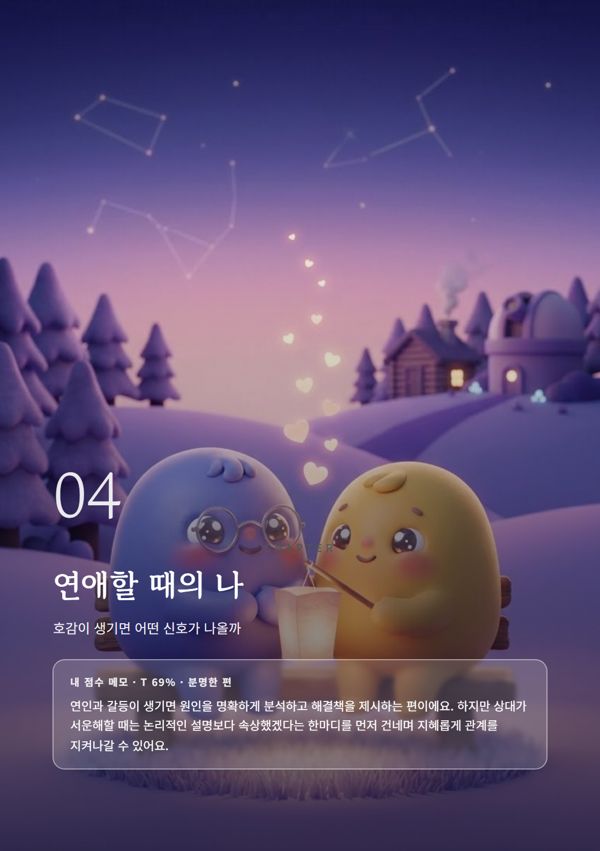 04
연애할 때의 나
호감이 생기면 어떤 신호가 나올까
내 점수 메모 · T 69% · 분명한 편
연인과 갈등이 생기면 원인을 명확하게 분석하고 해결책을 제시하는 편이에요. 하지만 상대가
서운해할 때는 논리적인 설명보다 속상했겠다는 한마디를 먼저 건네며 지혜롭게 관계를
지켜나갈 수 있어요.